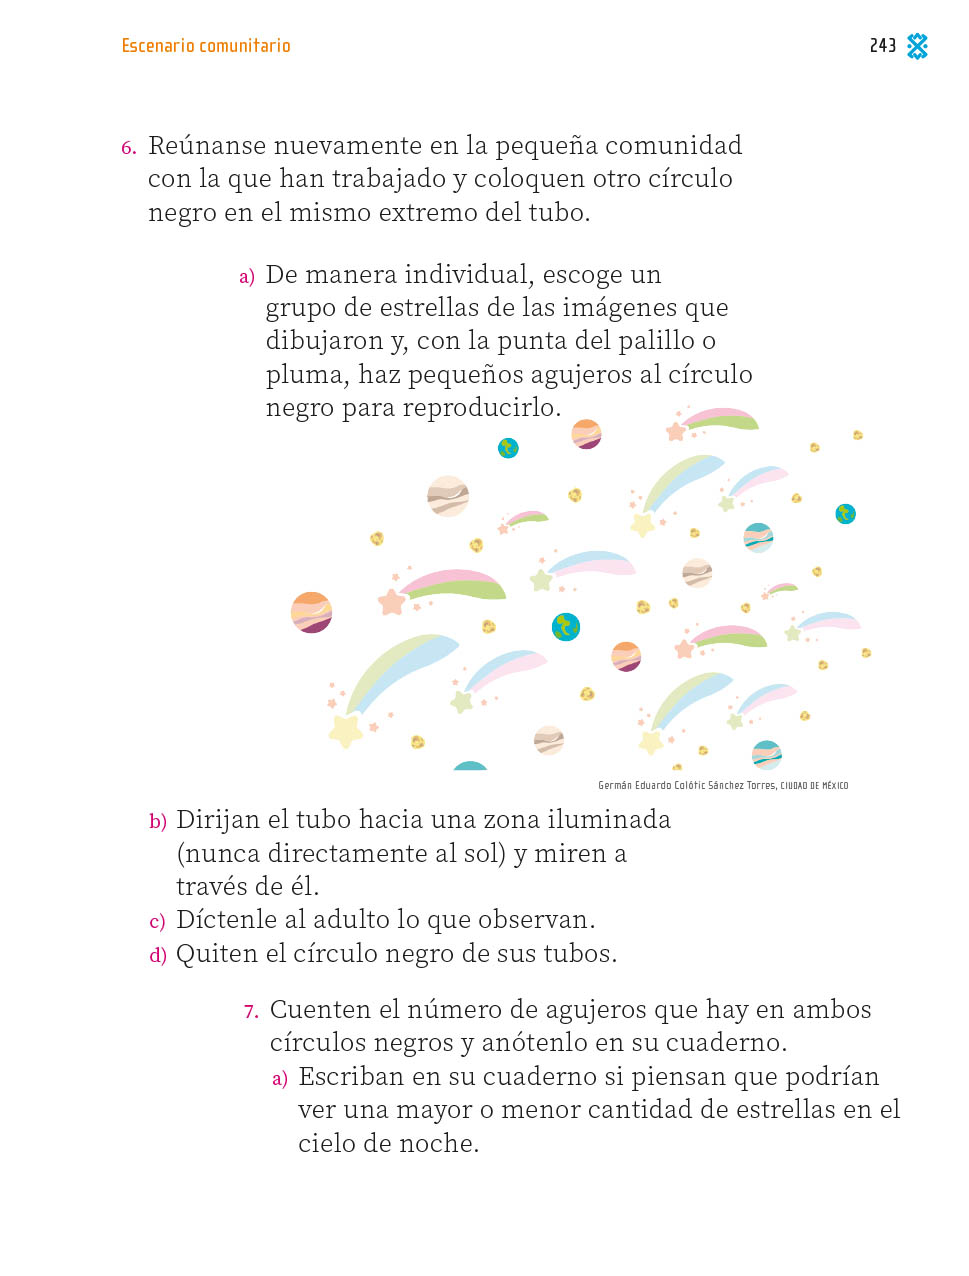 Escenario comunitario
243
6. Reúnanse nuevamente en la pequeña comunidad
con la que han trabajado y coloquen otro círculo
negro en el mismo extremo del tubo.
a) De manera individual, escoge un
grupo de estrellas de las imágenes que
dibujaron y, con la punta del palillo o
pluma, haz pequeños agujeros al círculo
negro para reproducirlo.
Germán Eduardo Colótic Sánchez Torres, CIUDAD DE MÉXICO
b) Dirijan el tubo hacia una zona iluminada
(nunca directamente al sol) y miren a
través de él.
c) Díctenle al adulto lo que observan.
d) Quiten el círculo negro de sus tubos.
7. Cuenten el número de agujeros que hay en ambos
círculos negros y anótenlo en su cuaderno.
a) Escriban en su cuaderno si piensan que podrían
ver una mayor o menor cantidad de estrellas en el
cielo de noche.